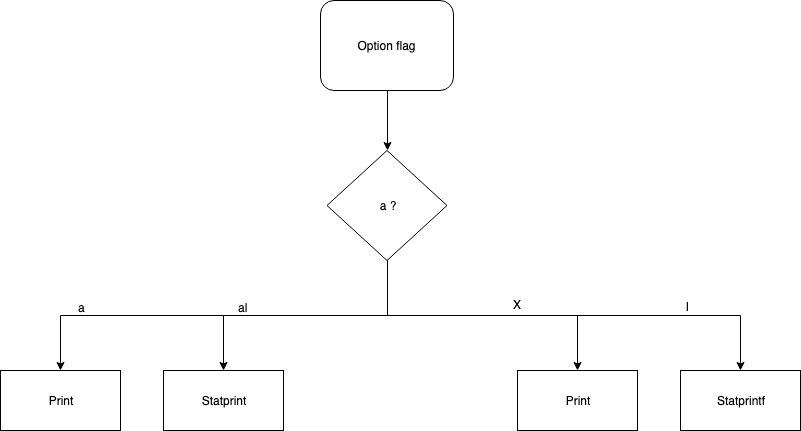 Option flag
a ?
a
al
X
l
Print
Statprint
Print
Statprintf